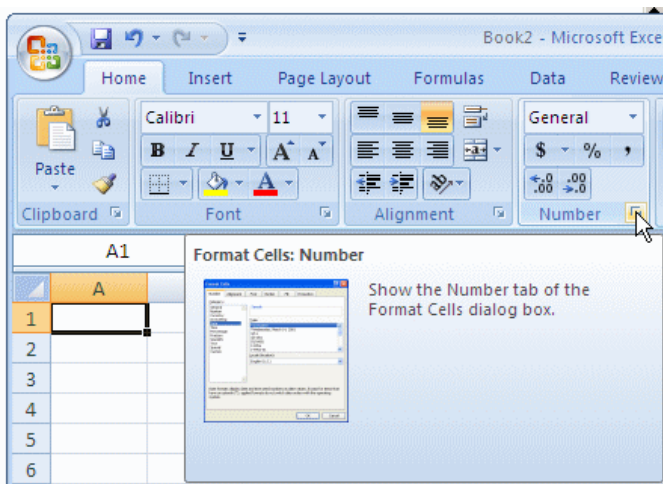 Book2 - Microsoft Exce
Home Insert Page Layout Formulas Data Review
Calibri 11 General
Paste B I U A A $ % ,
.0 .00 .00 .0
Clipboard Font Alignment Number
A1 Format Cells: Number
A
Show the Number tab of the
Format Cells dialog box.
1
2
3
4
5
6